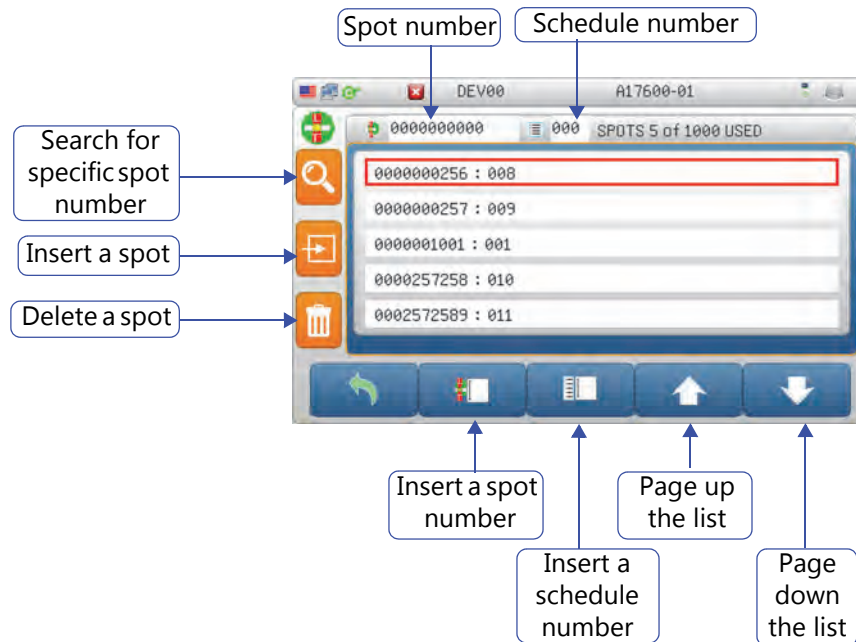 Spot number
Schedule number
DEV00
A17600-01
0000000000
000
SPOTS 5 of 1000 USED
Search for
specific spot
number
0000000256 : 008
0000000257 : 009
Insert a spot
0000001001 : 001
0000257258 : 010
Delete a spot
0002572589 : 011
Insert a spot
number
Page up
the list
Insert a
schedule
number
Page
down
the list